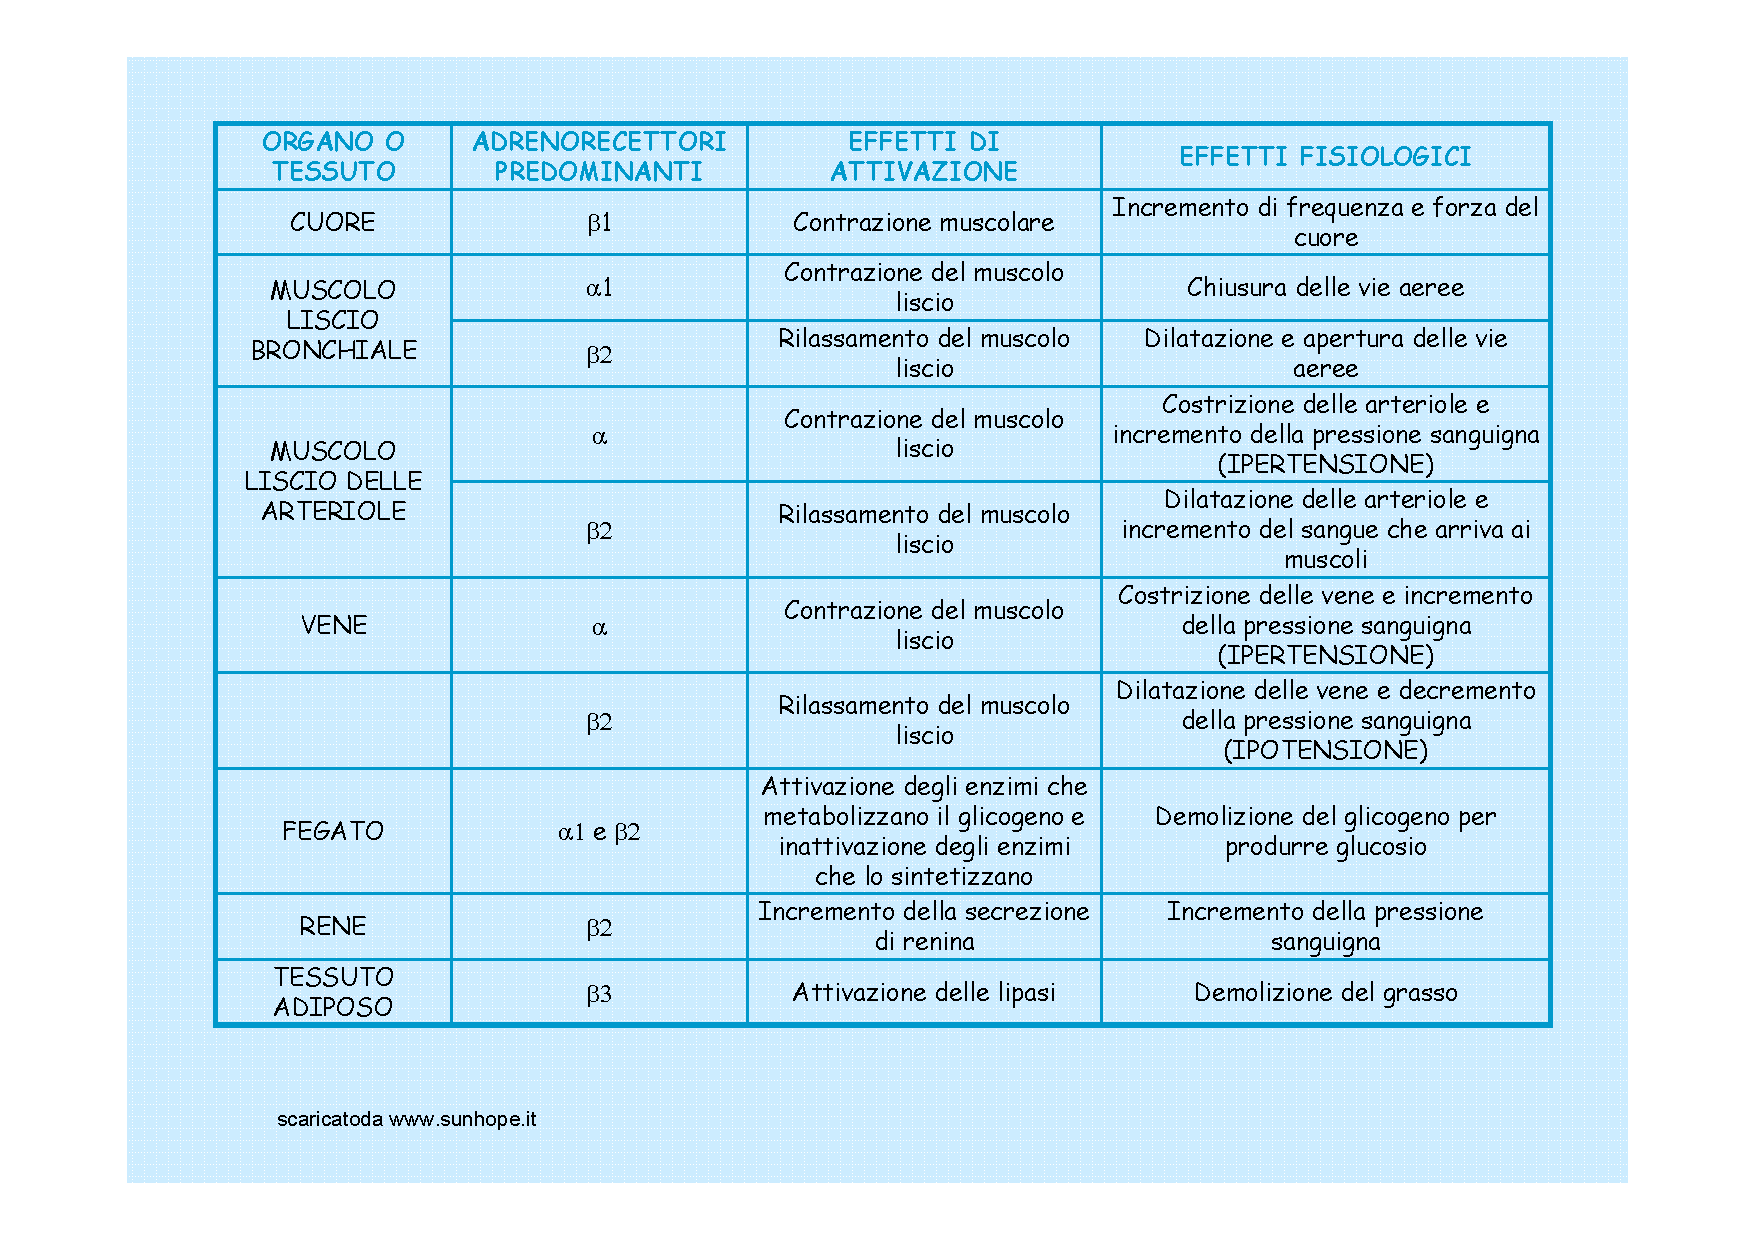 ORGANO O
TESSUTO
ADRENORECETTORI
PREDOMINANTI
EFFETTI DI
ATTIVAZIONE
EFFETTI FISIOLOGICI
CUORE
β1
Contrazione muscolare
Incremento di frequenza e forza del
cuore
MUSCOLO
LISCIO
BRONCHIALE
α1
Contrazione del muscolo
liscio
Chiusura delle vie aeree
β2
Rilassamento del muscolo
liscio
Dilatazione e apertura delle vie
aeree
MUSCOLO
LISCIO DELLE
ARTERIOLE
α
Contrazione del muscolo
liscio
Costrizione delle arteriole e
incremento della pressione sanguigna
(IPERTENSIONE)
β2
Rilassamento del muscolo
liscio
Dilatazione delle arteriole e
incremento del sangue che arriva ai
muscoli
VENE
α
Contrazione del muscolo
liscio
Costrizione delle vene e incremento
della pressione sanguigna
(IPERTENSIONE)
β2
Rilassamento del muscolo
liscio
Dilatazione delle vene e decremento
della pressione sanguigna
(IPOTENSIONE)
FEGATO
α1 e β2
Attivazione degli enzimi che
metabolizzano il glicogeno e
inattivazione degli enzimi
che lo sintetizzano
Demolizione del glicogeno per
produrre glucosio
RENE
β2
Incremento della secrezione
di renina
Incremento della pressione
sanguigna
TESSUTO
ADIPOSO
β3
Attivazione delle lipasi
Demolizione del grasso
scaricatoda www.sunhope.it